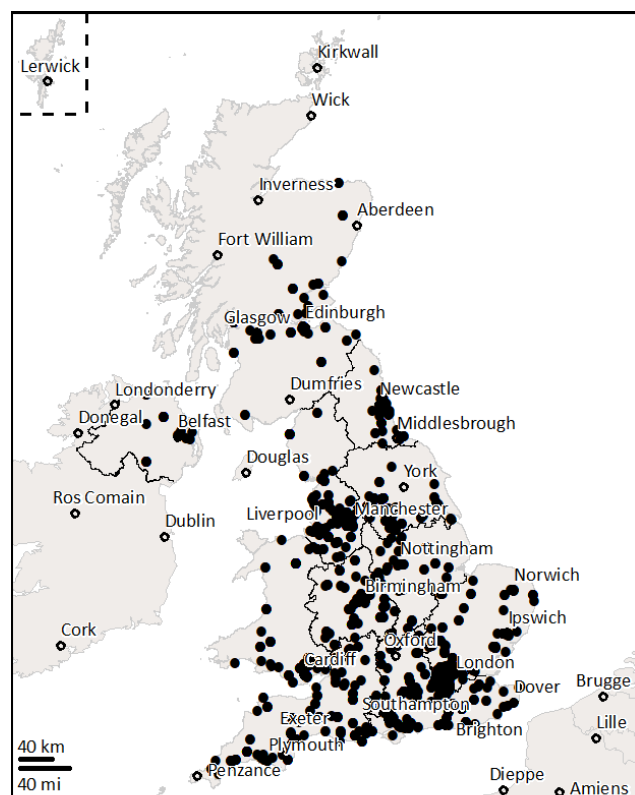 Kirkwall
Lerwick
Wick
Inverness
Aberdeen
Fort William
Glasgow
Edinburgh
Dumfries
Newcastle
Londonderry
Donegal
Belfast
Middlesbrough
Douglas
York
Ros Comain
Liverpool
Manchester
Dublin
Nottingham
Birmingham
Norwich
Ipswich
Cork
Oxford
Cardiff
London
Dover
Brugge
Southampton
Exeter
Brighton
Lille
Plymouth
40 km
40 mi
Penzance
Dieppe
Amiens